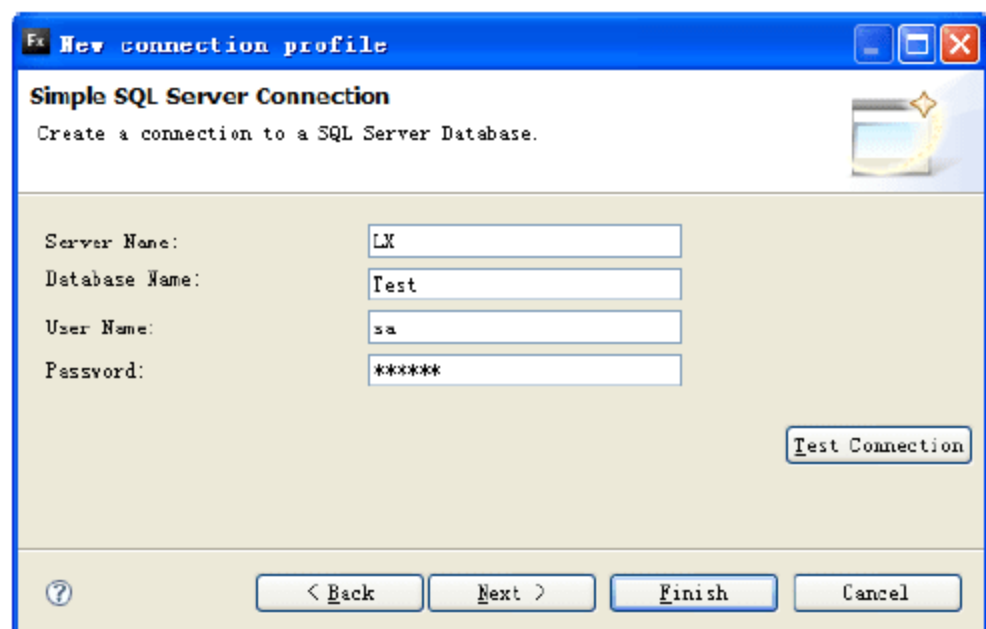 Fx New connection profile
Simple SQL Server Connection
Create a connection to a SQL Server Database.
Server Name: LX
Database Name: Test
User Name: sa
Password: ******
Test Connection
? < Back Next > Finish Cancel